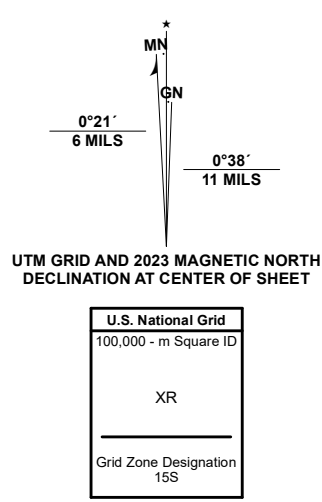 MN
GN
0°21´
6 MILS
0°38´
11 MILS
UTM GRID AND 2023 MAGNETIC NORTH
DECLINATION AT CENTER OF SHEET
U.S. National Grid
100,000 - m Square ID
XR
Grid Zone Designation
15S